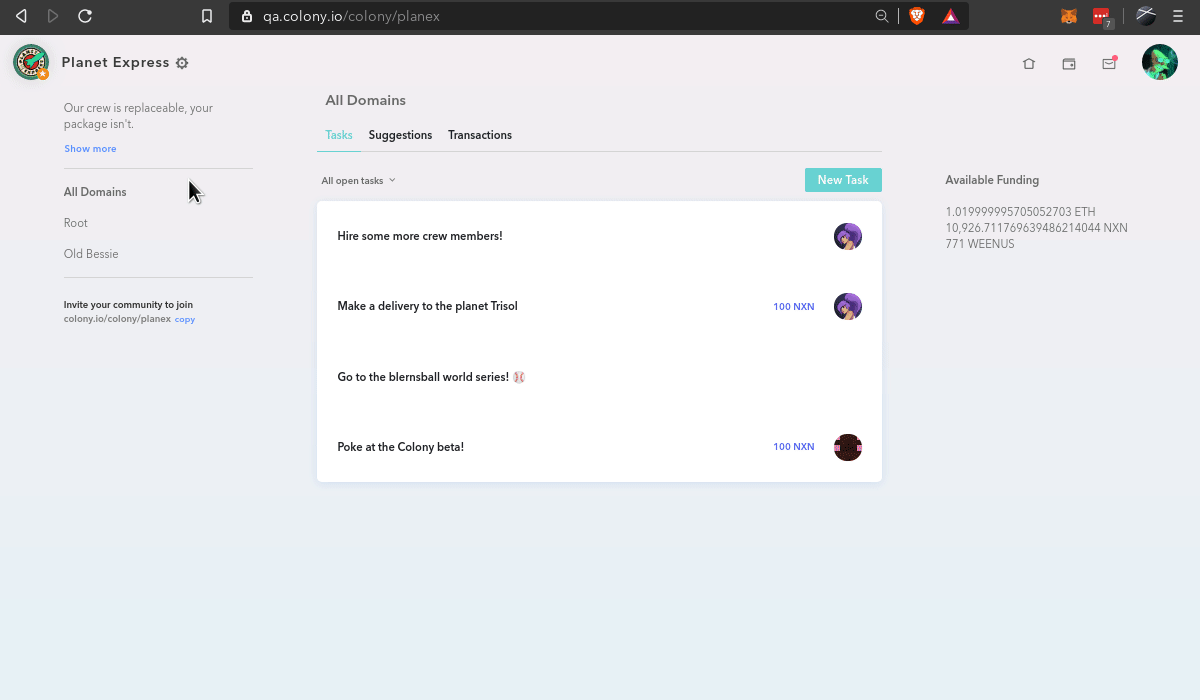 qa.colony.io/colony/planex
7
Planet Express
Our crew is replaceable, your
package isn't.
Show more
All Domains
Root
Old Bessie
Invite your community to join
colony.io/colony/planex copy
All Domains
Tasks Suggestions Transactions
All open tasks
New Task
Hire some more crew members!
Make a delivery to the planet Trisol 100 NXN
Go to the blernsball world series! ⚾
Poke at the Colony beta! 100 NXN
Available Funding
1.019999995705052703 ETH
10,926.711769639486214044 NXN
771 WEENUS